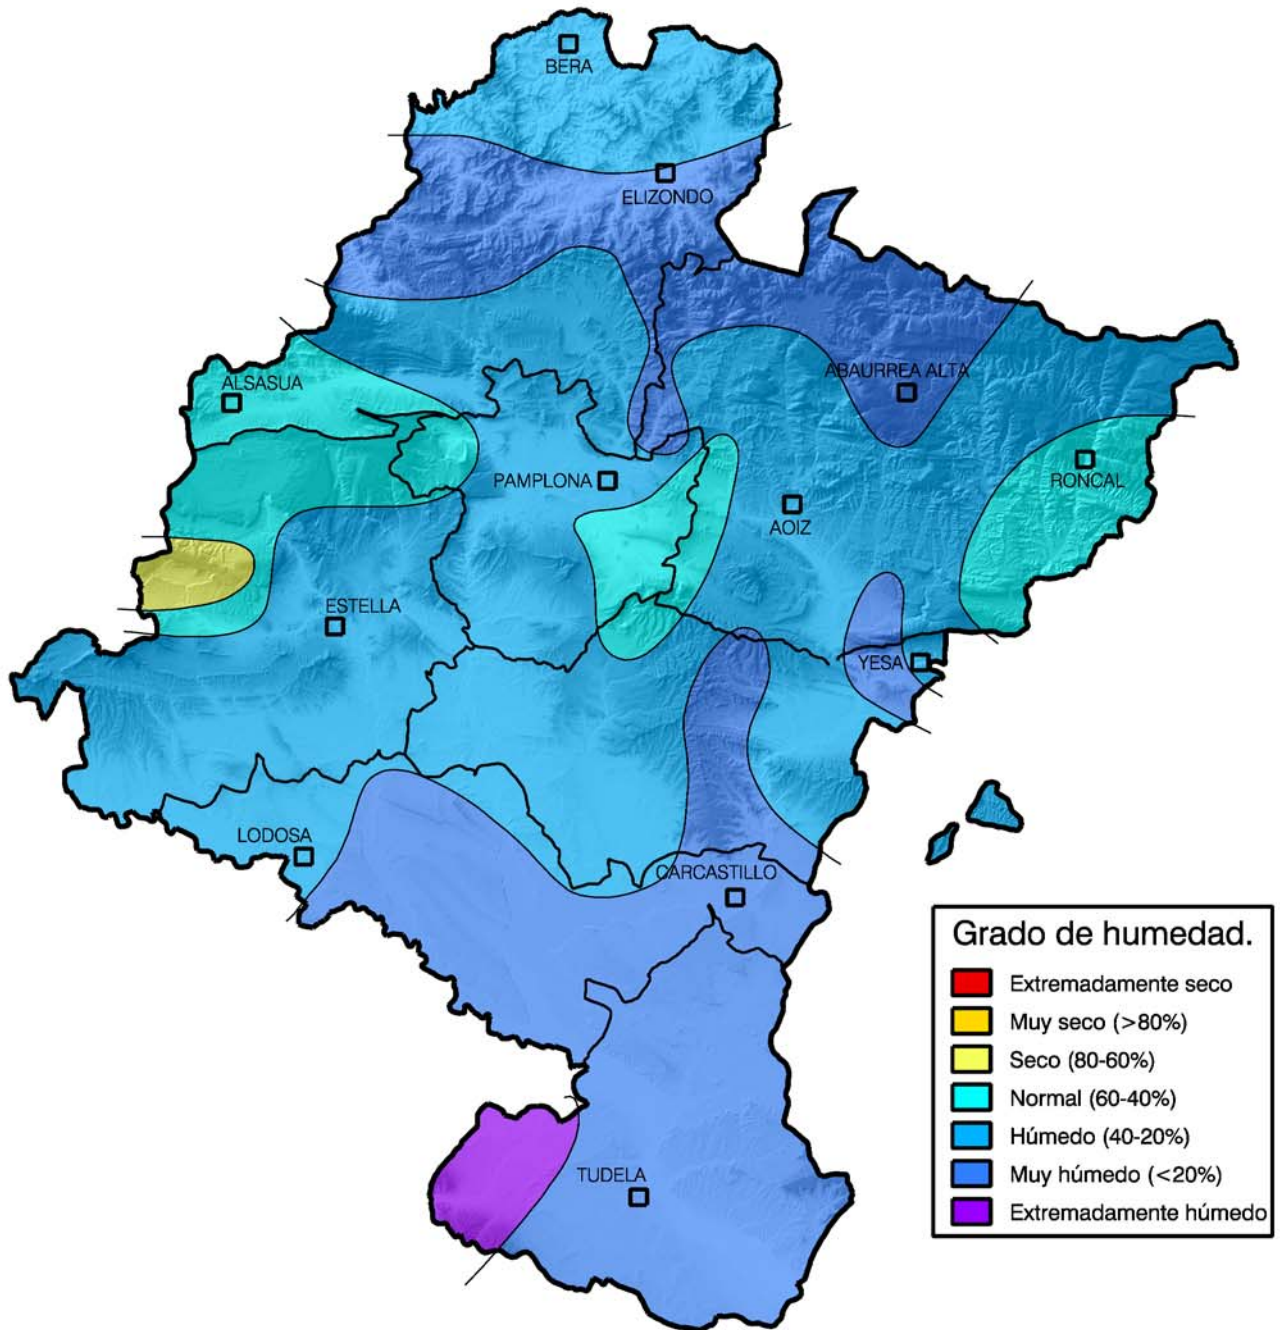 BERA
ELIZONDO
ALSASUA
ABAURREA ALTA
PAMPLONA
RONCAL
AOIZ
ESTELLA
YESA
LODOSA
CARCASTILLO
TUDELA
Grado de humedad.
Extremadamente seco
Muy seco (>80%)
Seco (80-60%)
Normal (60-40%)
Húmedo (40-20%)
Muy húmedo (<20%)
Extremadamente húmedo